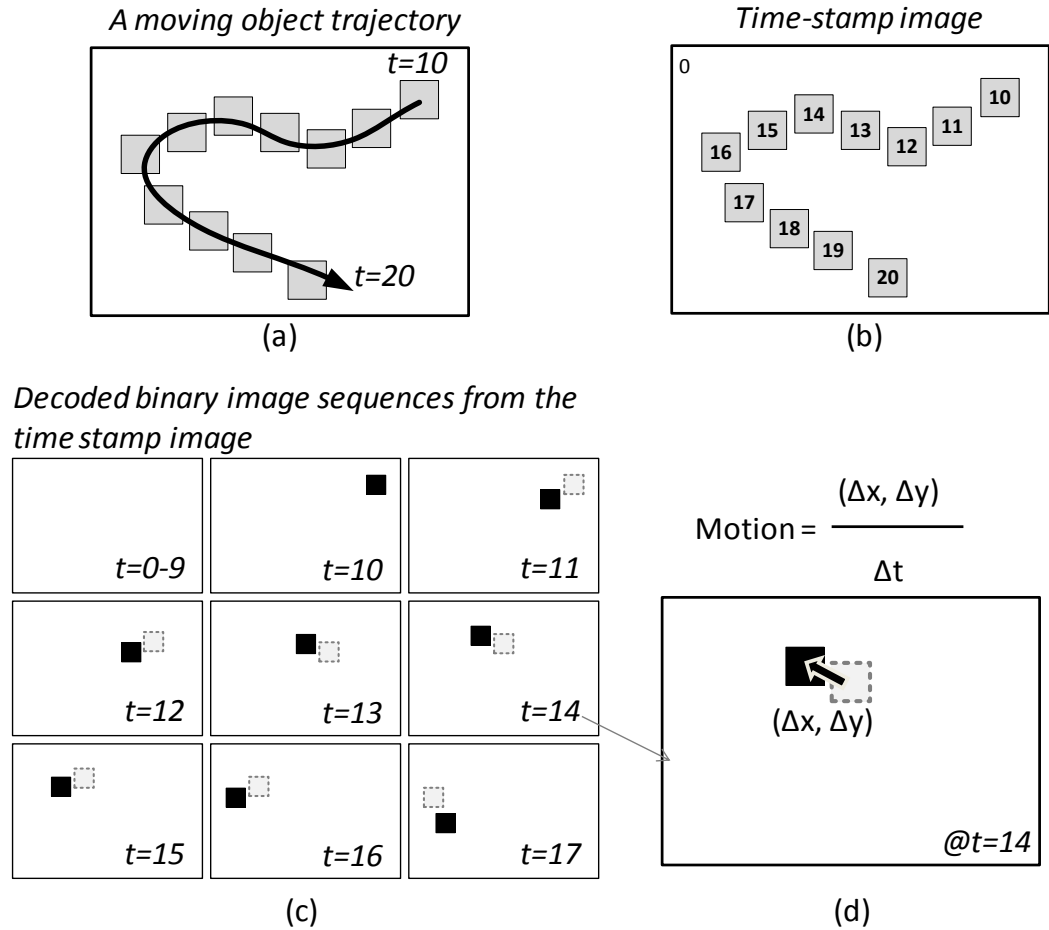 A moving object trajectory
t=10
t=20
(a)
Time-stamp image
0
10
11
12
13
14
15
16
17
18
19
20
(b)
Decoded binary image sequences from the
time stamp image
t=0-9
t=10
t=11
t=12
t=13
t=14
t=15
t=16
t=17
(c)
(Δx, Δy)
Motion =
Δt
(Δx, Δy)
@t=14
(d)